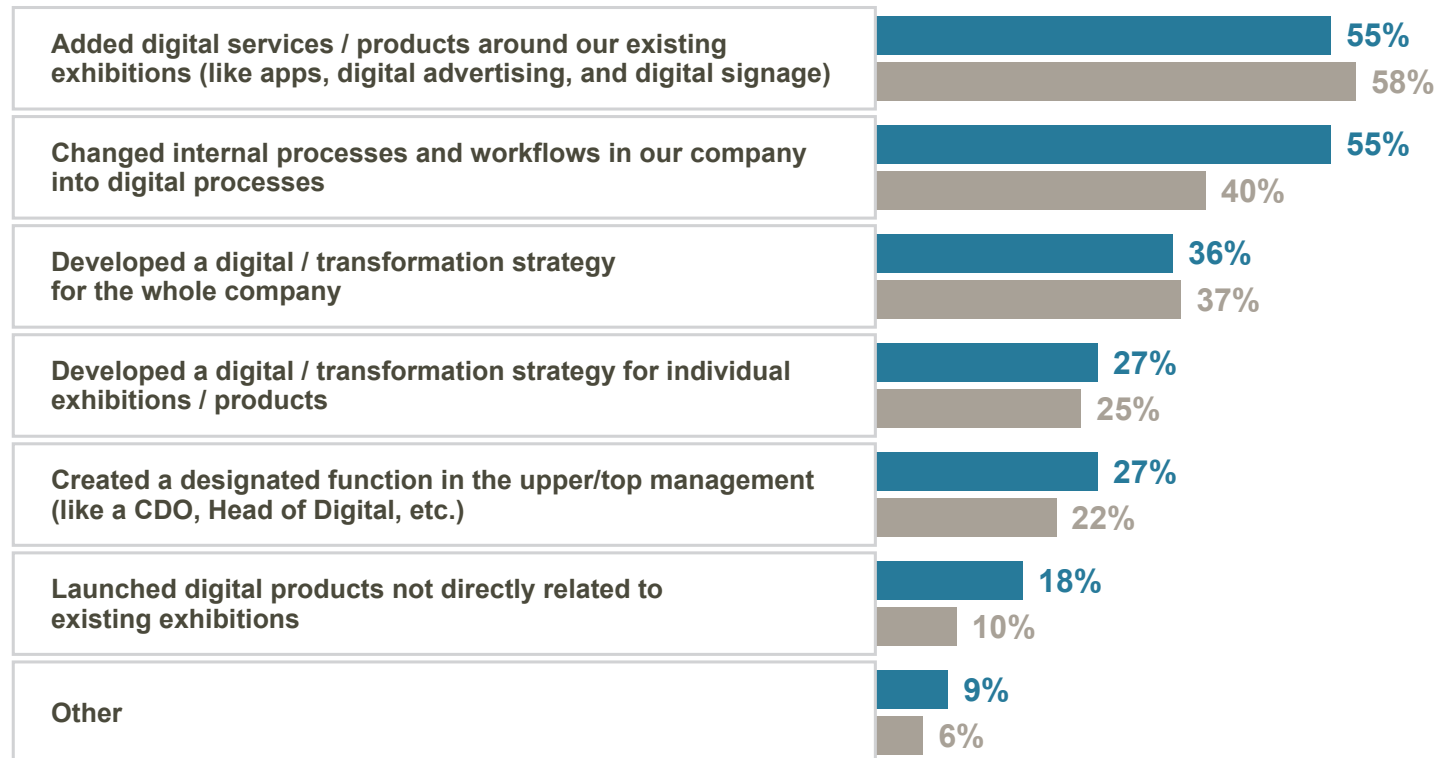 Added digital services / products around our existing
exhibitions (like apps, digital advertising, and digital signage)
55%
58%
Changed internal processes and workflows in our company
into digital processes
55%
40%
Developed a digital / transformation strategy
for the whole company
36%
37%
Developed a digital / transformation strategy for individual
exhibitions / products
27%
25%
Created a designated function in the upper/top management
(like a CDO, Head of Digital, etc.)
27%
22%
Launched digital products not directly related to
existing exhibitions
18%
10%
Other
9%
6%